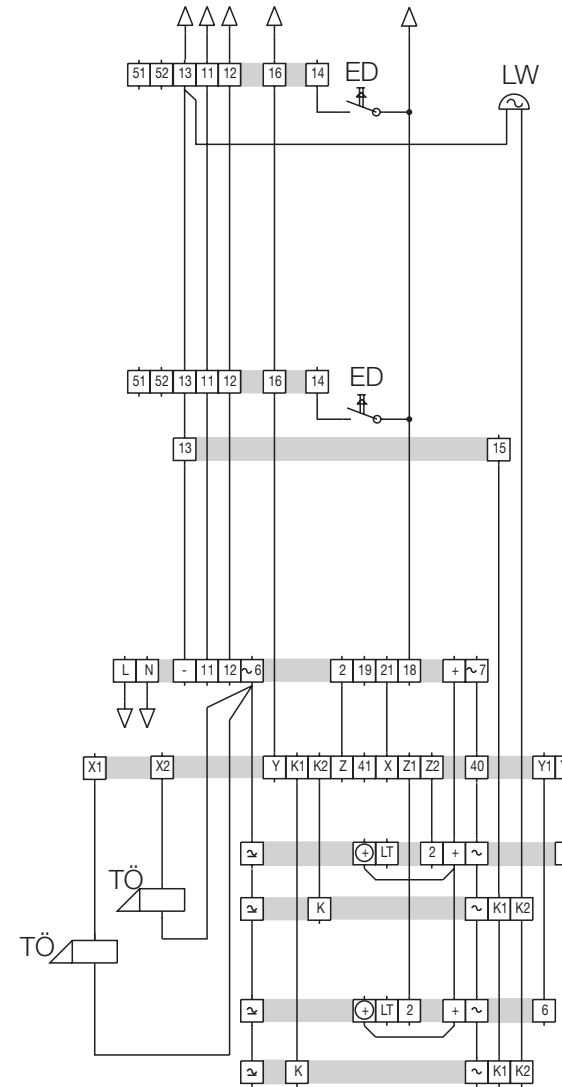 51 52 13 11 12 16 14 ED LW
51 52 13 11 12 16 14 ED
13 15
L N - 11 12 ~6 2 19 21 18 + ~7
X1 X2 Y K1 K2 Z 41 X Z1 Z2 40 Y1
+ LT 2 + ~
TÖ
K ~ K1 K2
TÖ
+ LT 2 + ~ 6
K ~ K1 K2